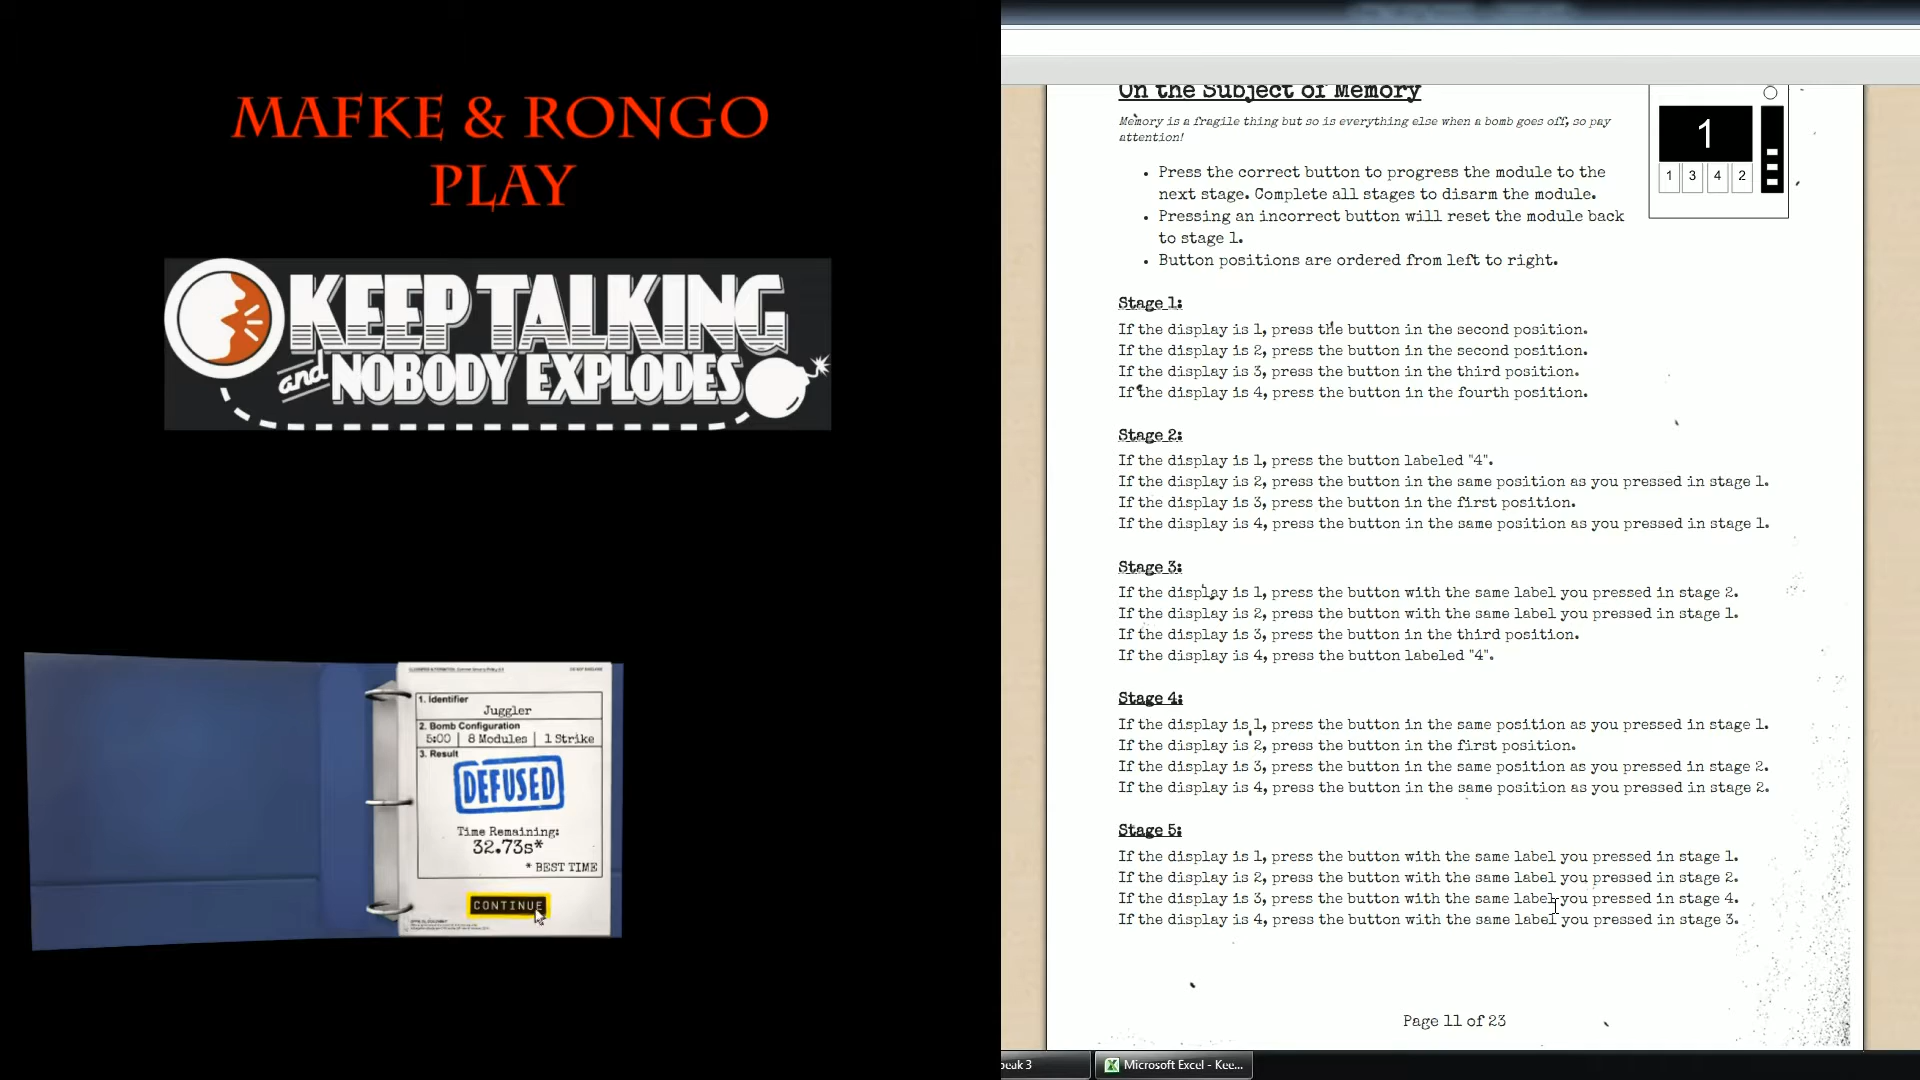 MAFKE & RONGO
PLAY
KEEP TALKING
and NOBODY EXPLODES
1. Identifier
Juggler
2. Bomb Configuration
5:00 | 8 Modules | 1 Strike
3. Result
DEFUSED
Time Remaining:
32.73s*
* BEST TIME
CONTINUE
On the Subject of Memory
Memory is a fragile thing but so is everything else when a bomb goes off, so pay
attention!
1
1 3 4 2
• Press the correct button to progress the module to the
next stage. Complete all stages to disarm the module.
• Pressing an incorrect button will reset the module back
to stage 1.
• Button positions are ordered from left to right.
Stage 1:
If the display is 1, press the button in the second position.
If the display is 2, press the button in the second position.
If the display is 3, press the button in the third position.
If the display is 4, press the button in the fourth position.
Stage 2:
If the display is 1, press the button labeled "4".
If the display is 2, press the button in the same position as you pressed in stage 1.
If the display is 3, press the button in the first position.
If the display is 4, press the button in the same position as you pressed in stage 1.
Stage 3:
If the display is 1, press the button with the same label you pressed in stage 2.
If the display is 2, press the button with the same label you pressed in stage 1.
If the display is 3, press the button in the third position.
If the display is 4, press the button labeled "4".
Stage 4:
If the display is 1, press the button in the same position as you pressed in stage 1.
If the display is 2, press the button in the first position.
If the display is 3, press the button in the same position as you pressed in stage 2.
If the display is 4, press the button in the same position as you pressed in stage 2.
Stage 5:
If the display is 1, press the button with the same label you pressed in stage 1.
If the display is 2, press the button with the same label you pressed in stage 2.
If the display is 3, press the button with the same label you pressed in stage 4.
If the display is 4, press the button with the same label you pressed in stage 3.
Page 11 of 23
peak 3
Microsoft Excel - Kee...